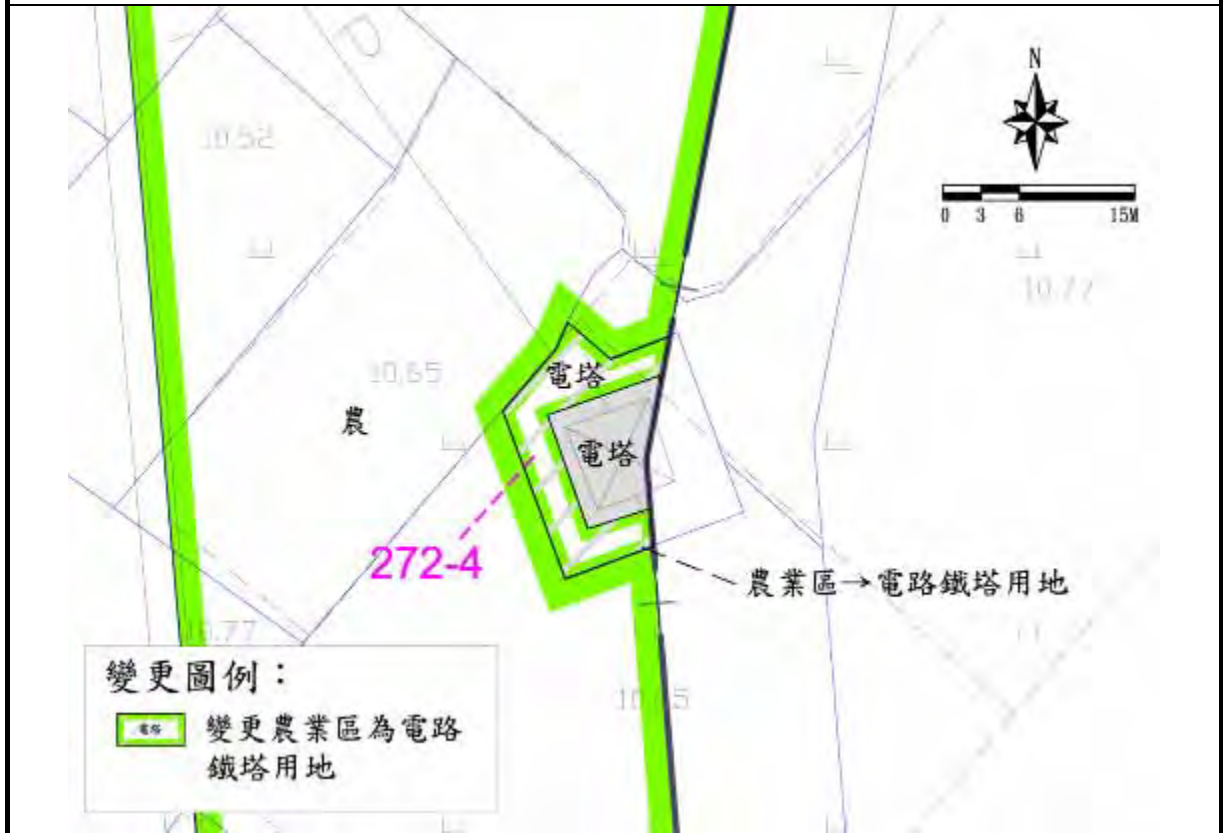 N
0 3 6 15M
10.52
10.77
10.65
電塔
農
電塔
272-4
農業區→電路鐵塔用地
10.77
變更圖例：
變更農業區為電路
鐵塔用地